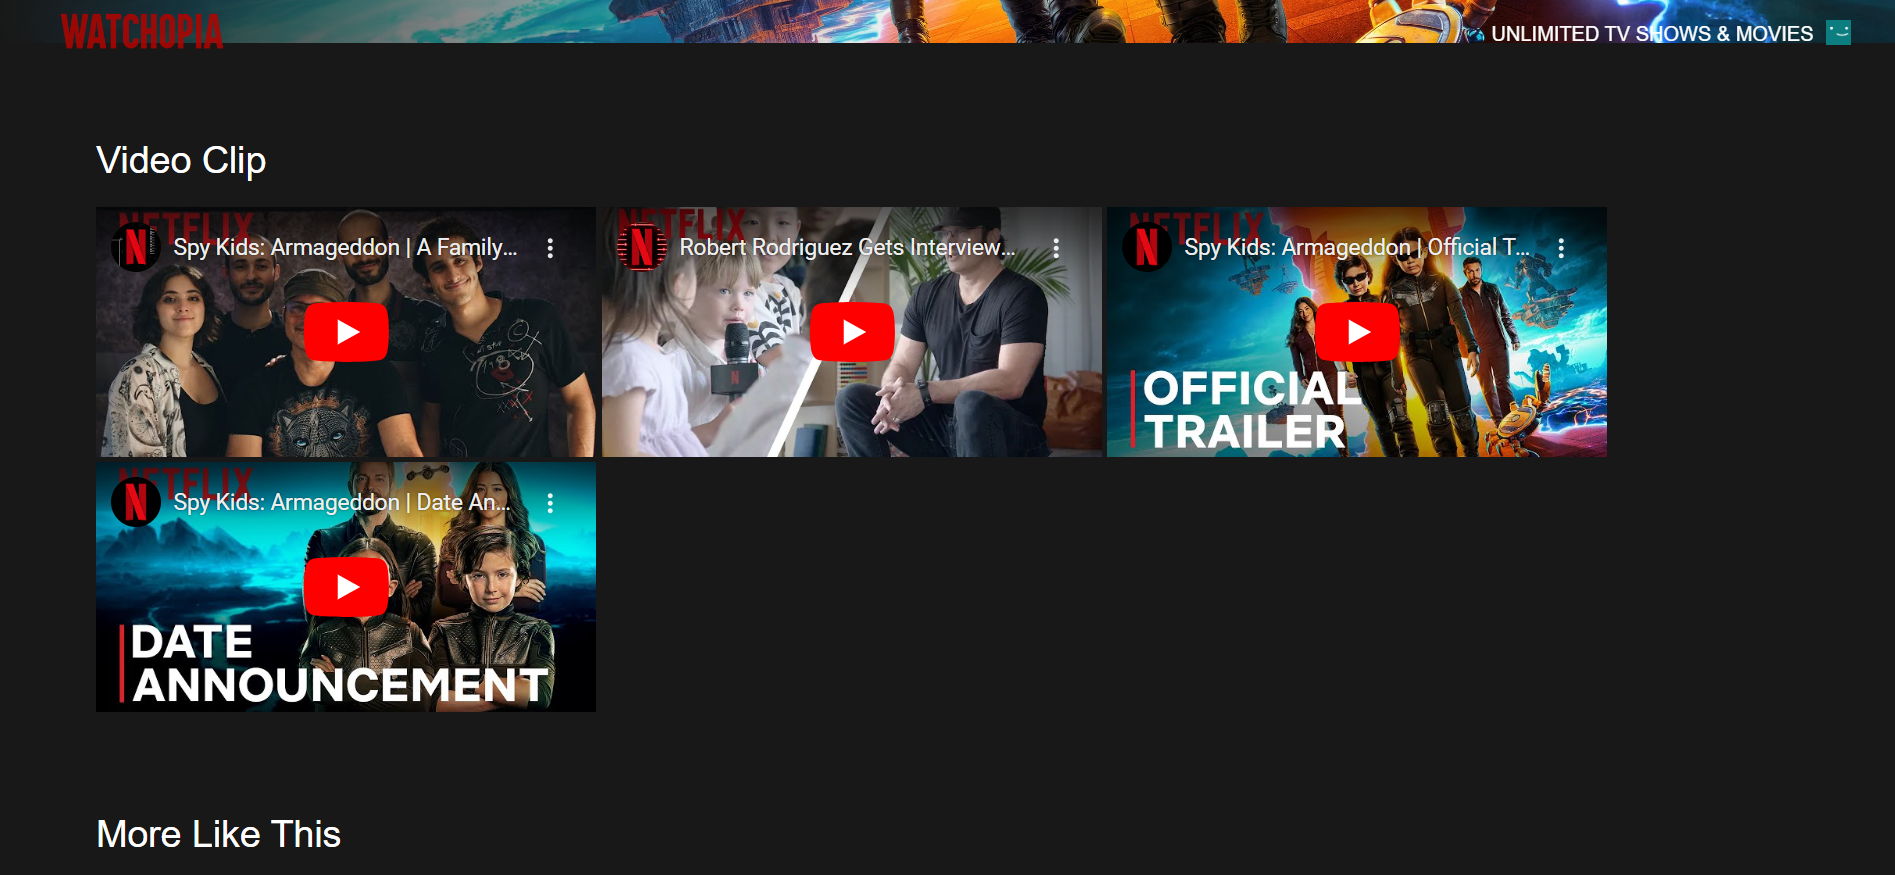 WATCHOPIA
UNLIMITED TV SHOWS & MOVIES
Video Clip
NETFLIX
N
Spy Kids: Armageddon | A Family...
NETFLIX
N
Robert Rodriguez Gets Interview...
N
NETFLIX
N
Spy Kids: Armageddon | Official T...
OFFICIAL
TRAILER
NETFLIX
N
Spy Kids: Armageddon | Date An...
DATE
ANNOUNCEMENT
More Like This